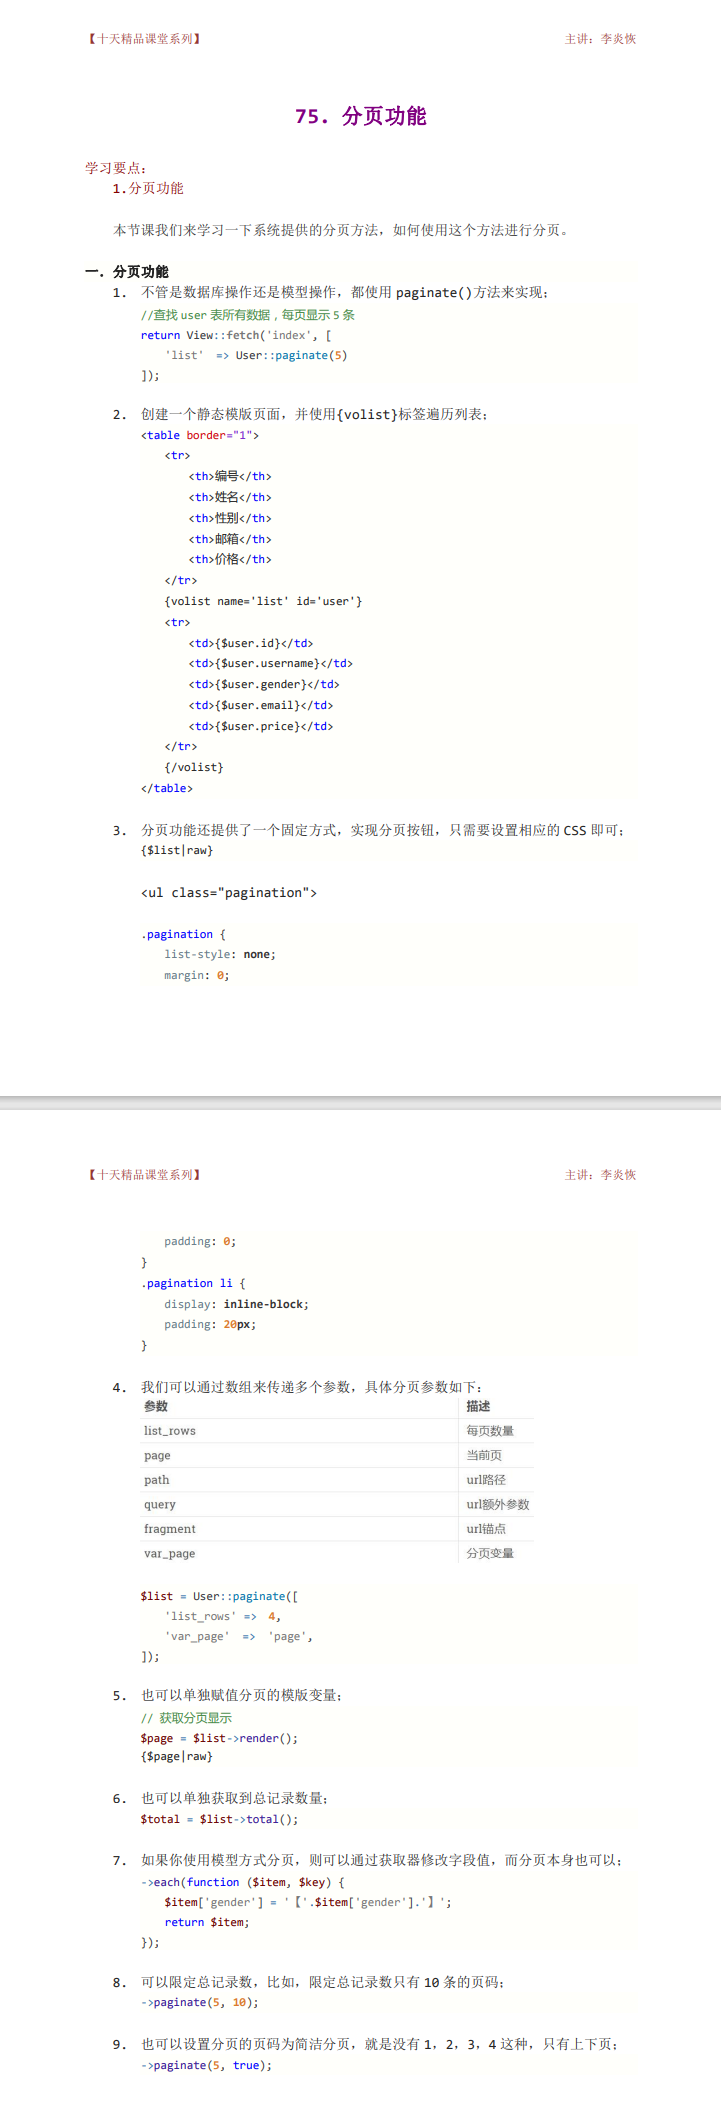 【十天精品课堂系列】 主讲：李炎恢
75. 分页功能
学习要点：
1.分页功能
本节课我们来学习一下系统提供的分页方法，如何使用这个方法进行分页。
一. 分页功能
1. 不管是数据库操作还是模型操作，都使用 paginate()方法来实现；
//查找 user 表所有数据，每页显示 5 条
return View::fetch('index', [
'list' => User::paginate(5)
]);
2. 创建一个静态模版页面，并使用{volist}标签遍历列表；
<table border="1">
<tr>
<th>编号</th>
<th>姓名</th>
<th>性别</th>
<th>邮箱</th>
<th>价格</th>
</tr>
{volist name='list' id='user'}
<tr>
<td>{$user.id}</td>
<td>{$user.username}</td>
<td>{$user.gender}</td>
<td>{$user.email}</td>
<td>{$user.price}</td>
</tr>
{/volist}
</table>
3. 分页功能还提供了一个固定方式，实现分页按钮，只需要设置相应的 CSS 即可；
{$list|raw}
<ul class="pagination">
.pagination {
list-style: none;
margin: 0;
【十天精品课堂系列】 主讲：李炎恢
padding: 0;
}
.pagination li {
display: inline-block;
padding: 20px;
}
4. 我们可以通过数组来传递多个参数，具体分页参数如下：
参数 描述
list_rows 每页数量
page 当前页
path url路径
query url额外参数
fragment url锚点
var_page 分页变量
$list = User::paginate([
'list_rows' => 4,
'var_page' => 'page',
]);
5. 也可以单独赋值分页的模版变量；
// 获取分页显示
$page = $list->render();
{$page|raw}
6. 也可以单独获取到总记录数量；
$total = $list->total();
7. 如果你使用模型方式分页，则可以通过获取器修改字段值，而分页本身也可以；
->each(function ($item, $key) {
$item['gender'] = '【'.$item['gender'].'】';
return $item;
});
8. 可以限定总记录数，比如，限定总记录数只有 10 条的页码；
->paginate(5, 10);
9. 也可以设置分页的页码为简洁分页，就是没有 1，2，3，4 这种，只有上下页；
->paginate(5, true);